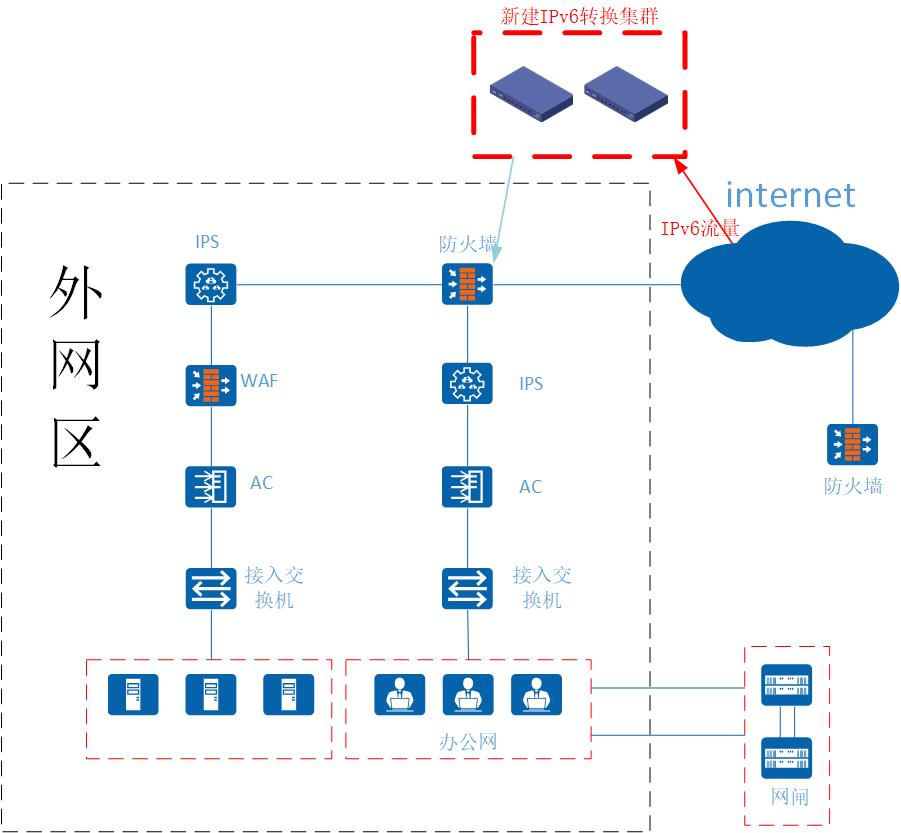 新建IPv6转换集群
internet
IPv6流量
IPS
防火墙
外
网
区
WAF
IPS
AC
AC
防火墙
接入交
换机
接入交
换机
办公网
网闸